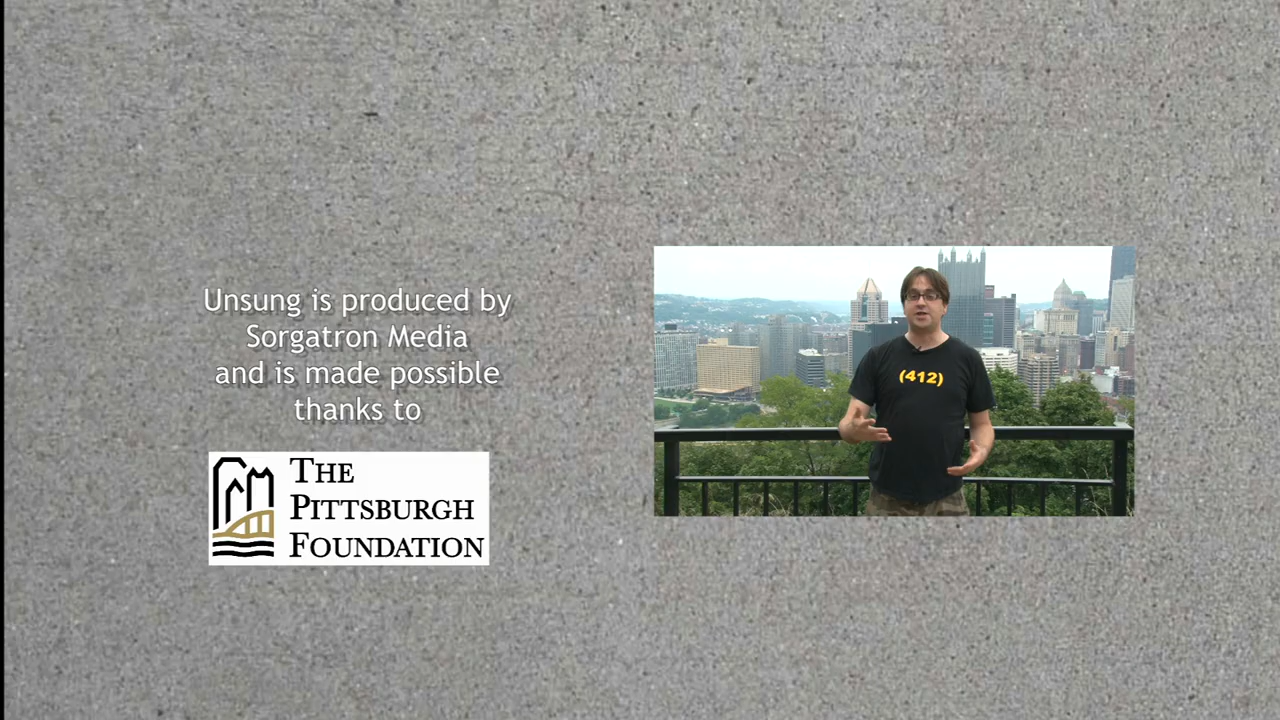 Unsung is produced by
Sorgatron Media
and is made possible
thanks to
THE
PITTSBURGH
FOUNDATION
(412)